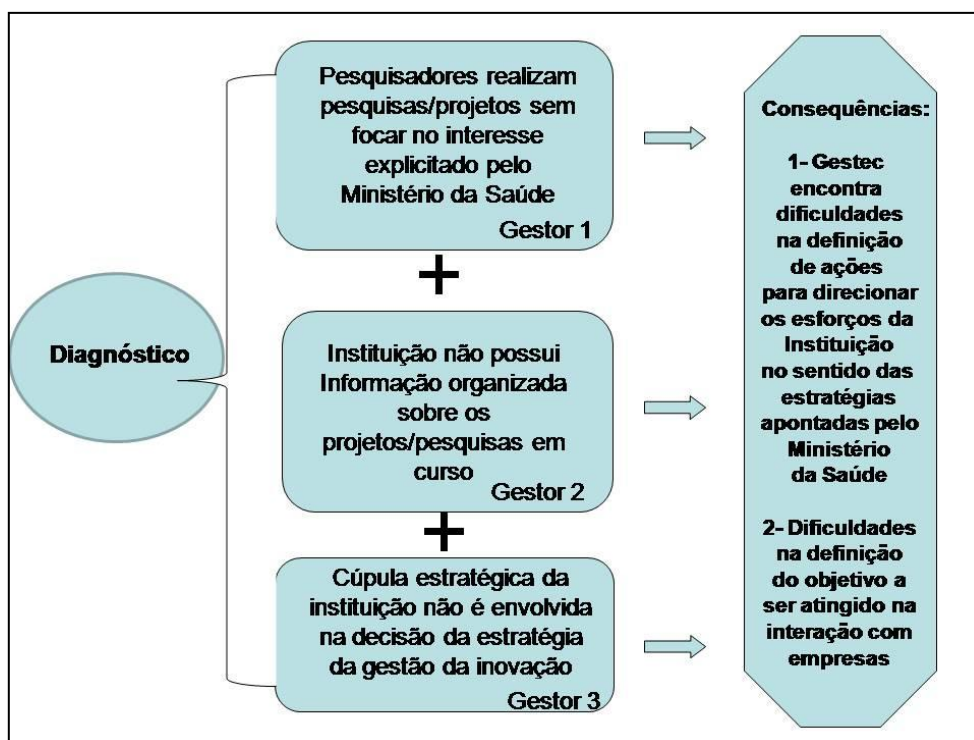 Diagnóstico
Pesquisadores realizam
pesquisas/projetos sem
focar no interesse
explicitado pelo
Ministério da Saúde
Gestor 1
+
Instituição não possui
Informação organizada
sobre os
projetos/pesquisas em
curso
Gestor 2
+
Cúpula estratégica da
instituição não é envolvida
na decisão da estratégia
da gestão da inovação
Gestor 3
Consequências:
1- Gestec
encontra
dificuldades
na definição
de ações
para direcionar
os esforços da
Instituição
no sentido das
estratégias
apontadas pelo
Ministério
da Saúde
2- Dificuldades
na definição
do objetivo a
ser atingido na
interação com
empresas